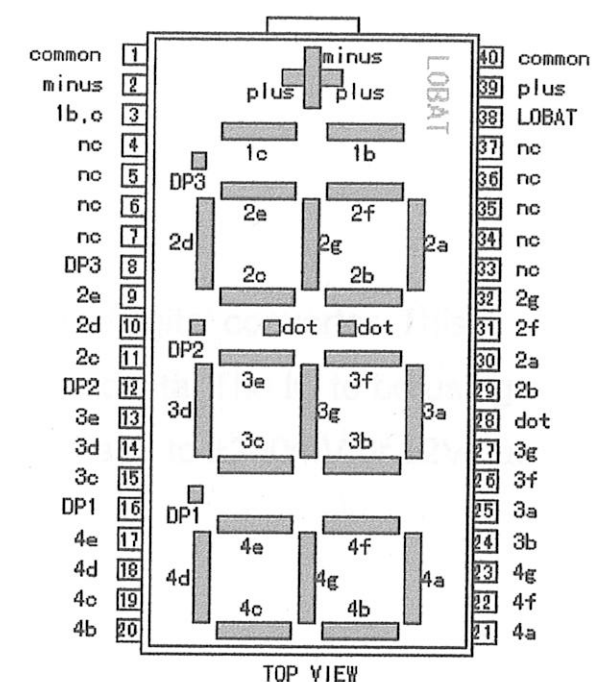 common 1
minus 2
1b,c 3
nc 4
nc 5
nc 6
nc 7
DP3 8
2e 9
2d 10
2c 11
DP2 12
3e 13
3d 14
3c 15
DP1 16
4e 17
4d 18
4c 19
4b 20
minus
plus plus
LOBAT
1c 1b
DP3
2e 2f
2d 2g 2a
2c 2b
DP2 dot dot
3e 3f
3d 3g 3a
3c 3b
DP1
4e 4f
4d 4g 4a
4c 4b
40 common
39 plus
38 LOBAT
37 nc
36 nc
35 nc
34 nc
33 nc
32 2g
31 2f
30 2a
29 2b
28 dot
27 3g
26 3f
25 3a
24 3b
23 4g
22 4f
21 4a
TOP VIEW